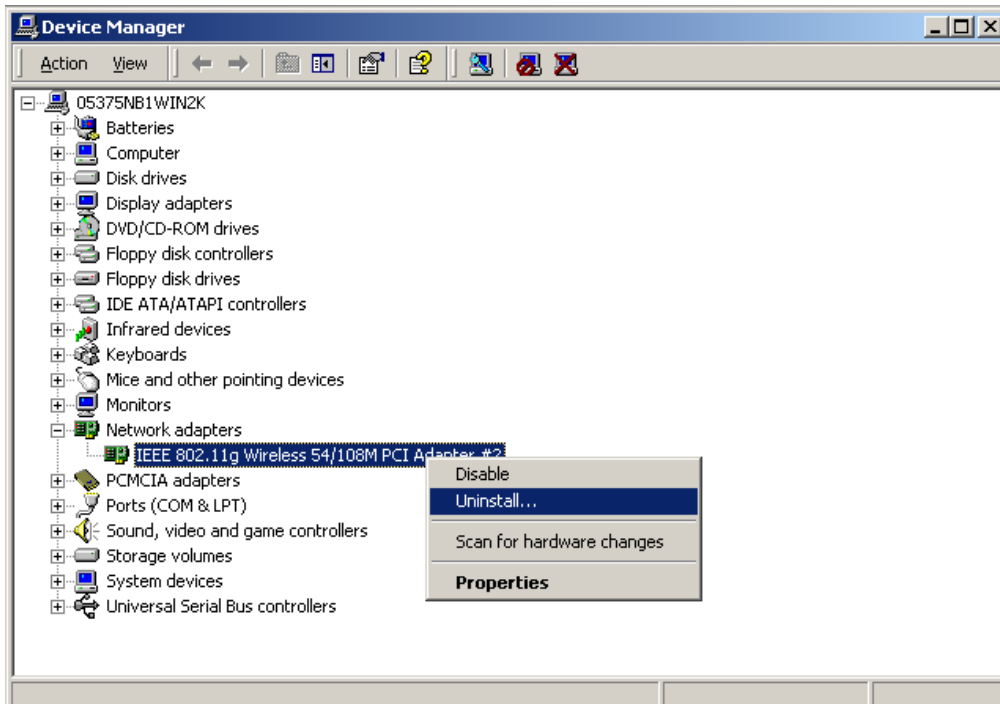 Device Manager
Action View
05375NB1WIN2K
Batteries
Computer
Disk drives
Display adapters
DVD/CD-ROM drives
Floppy disk controllers
Floppy disk drives
IDE ATA/ATAPI controllers
Infrared devices
Keyboards
Mice and other pointing devices
Monitors
Network adapters
IEEE 802.11g Wireless 54/108M PCI Adapter #2
PCMCIA adapters
Ports (COM & LPT)
Sound, video and game controllers
Storage volumes
System devices
Universal Serial Bus controllers
Disable
Uninstall...
Scan for hardware changes
Properties